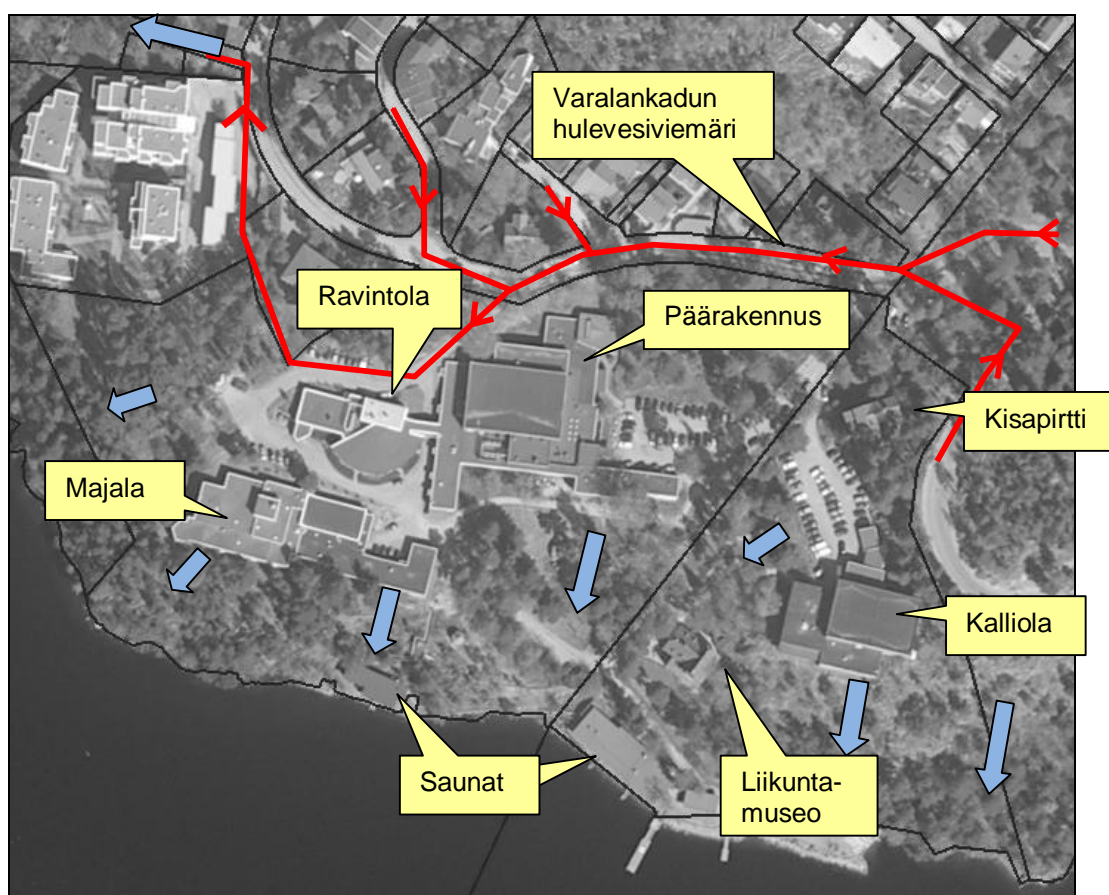 Varalankadun
hulevesiviemäri
Ravintola
Päärakennus
Kisapirtti
Majala
Kalliola
Saunat
Liikunta-
museo